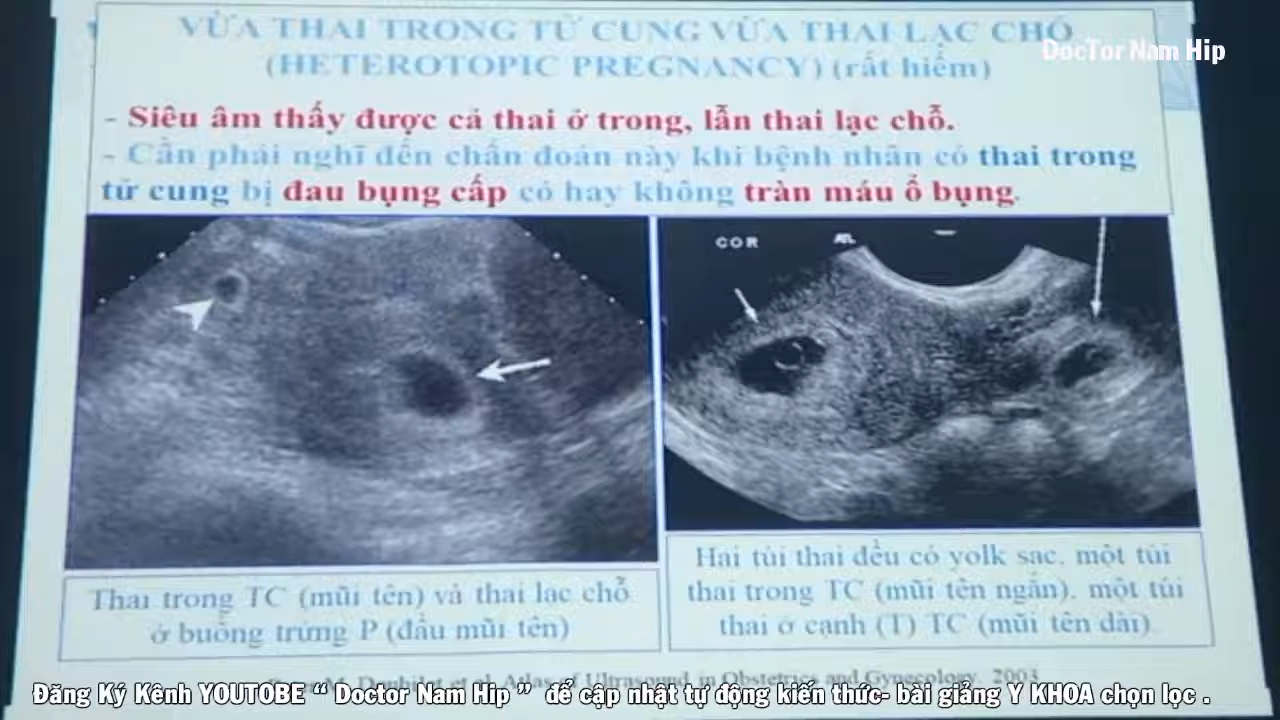 VỪA THAI TRONG TỬ CUNG VỪA THAI LẠC CHỖ
DocTor Nam Hip
(HETEROTOPIC PREGNANCY) (rất hiếm)
- Siêu âm thấy được cả thai ở trong, lẫn thai lạc chỗ.
- Cần phải nghĩ đến chẩn đoán này khi bệnh nhân có thai trong
tử cung bị đau bụng cấp có hay không tràn máu ổ bụng.
COR
Thai trong TC (mũi tên) và thai lạc chỗ
ở buồng trứng P (đầu mũi tên)
Hai túi thai đều có yolk sac. một túi
thai trong TC (mũi tên ngắn). một túi
thai ở cạnh (T) TC (mũi tên dài)
M. Doubilet et al. Atlas of Ultrasound in Obstetrics and Gynecology. 2003
Đăng Ký Kênh YOUTOBE “ Doctor Nam Hip ” để cập nhật tự động kiến thức- bài giảng Y KHOA chọn lọc .